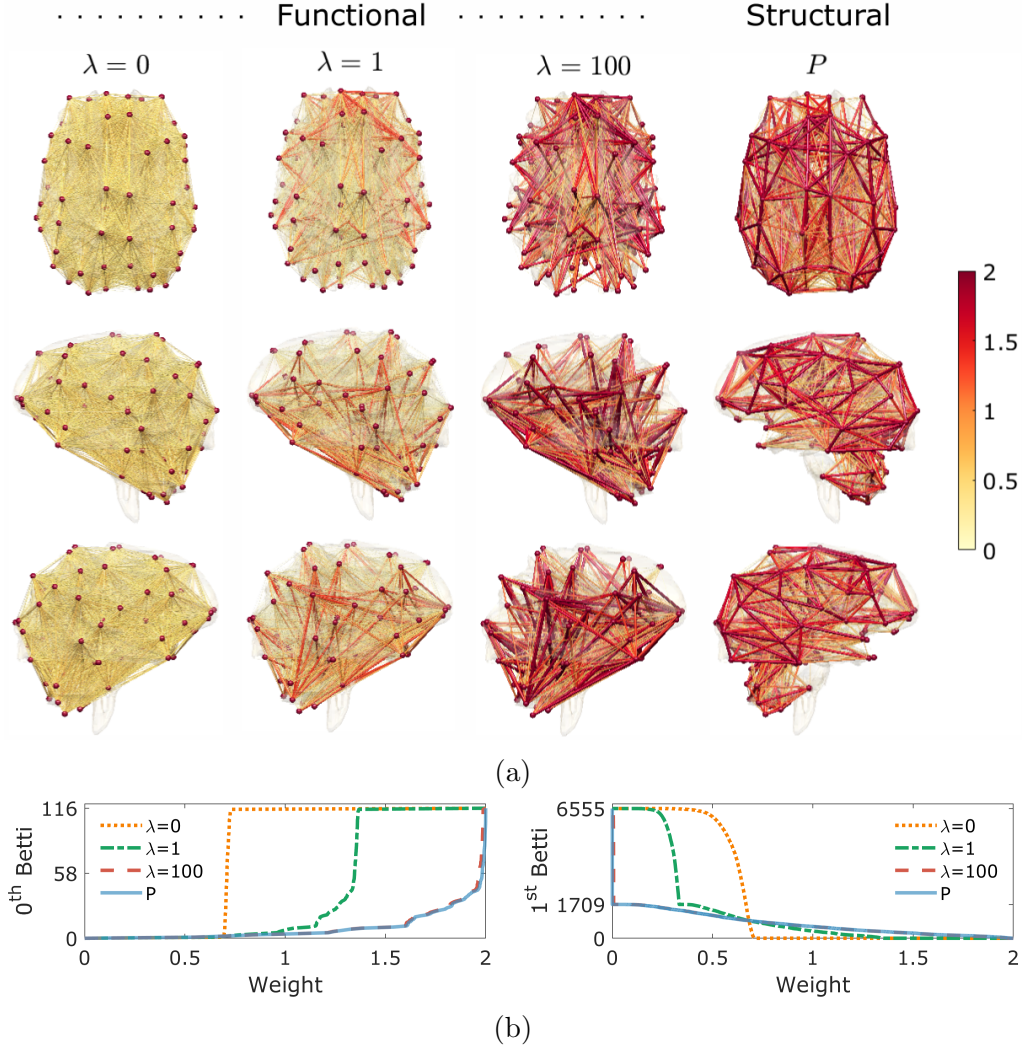 Functional Structural
λ = 0 λ = 1 λ = 100 P
2
1.5
1
0.5
0
(a)
116
58
0
0th Betti
λ=0
λ=1
λ=100
P
0 0.5 1 1.5 2
Weight
6555
1709
0
1st Betti
λ=0
λ=1
λ=100
P
0 0.5 1 1.5 2
Weight
(b)